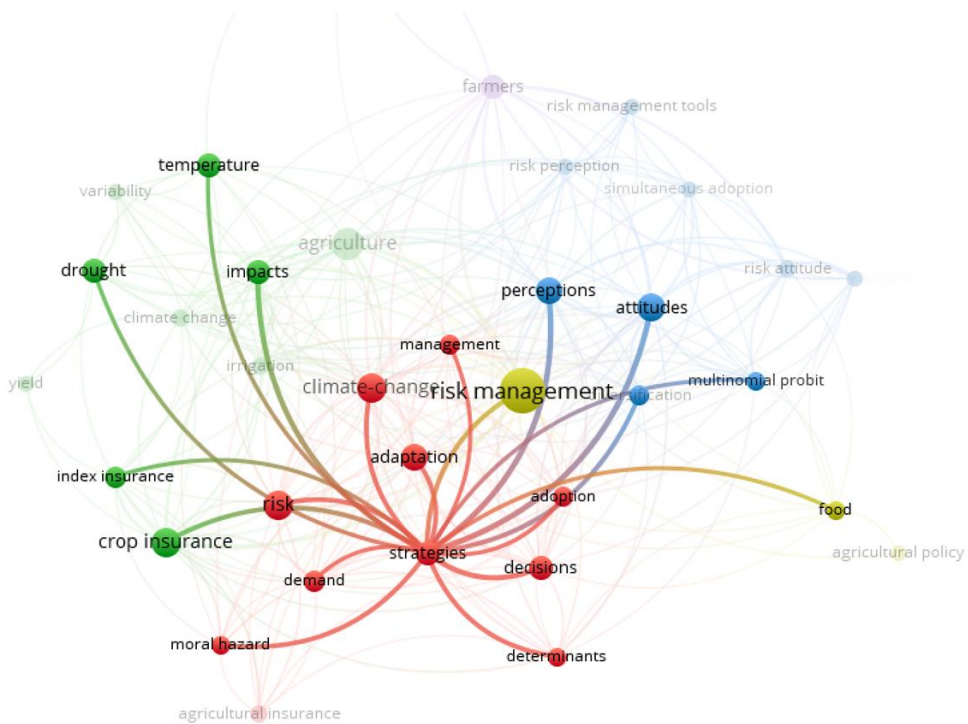 farmers
risk management tools
temperature
risk perception
variability
simultaneous adoption
agriculture
drought
impacts
risk attitude
perceptions
attitudes
climate change
management
irrigation
yield
climate-change
risk management
multinomial probit
adaptation
index insurance
risk
adoption
food
crop insurance
strategies
agricultural policy
demand
decisions
moral hazard
determinants
agricultural insurance